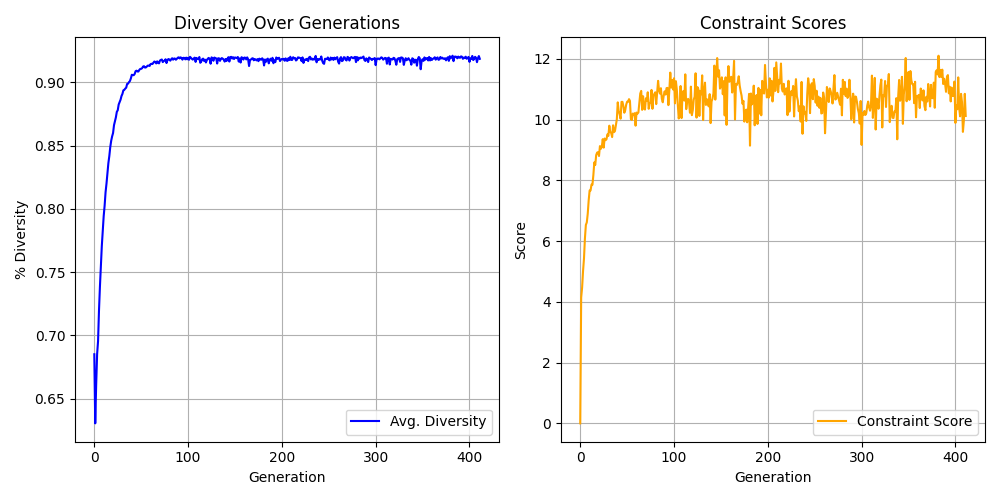 Diversity Over Generations
% Diversity
0.90
0.85
0.80
0.75
0.70
0.65
0 100 200 300 400
Generation
Avg. Diversity
Constraint Scores
Score
12
10
8
6
4
2
0
0 100 200 300 400
Generation
Constraint Score